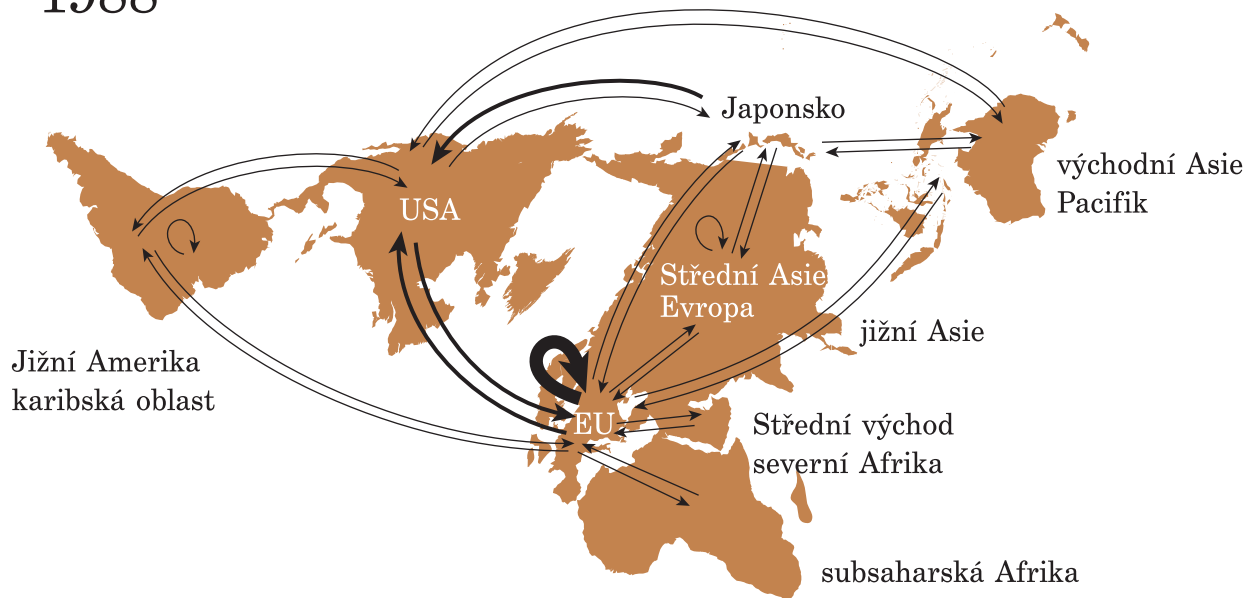 1988
Japonsko
východní Asie
Pacifik
USA
Střední Asie
Evropa
jižní Asie
Jižní Amerika
karibská oblast
EU
Střední východ
severní Afrika
subsaharská Afrika